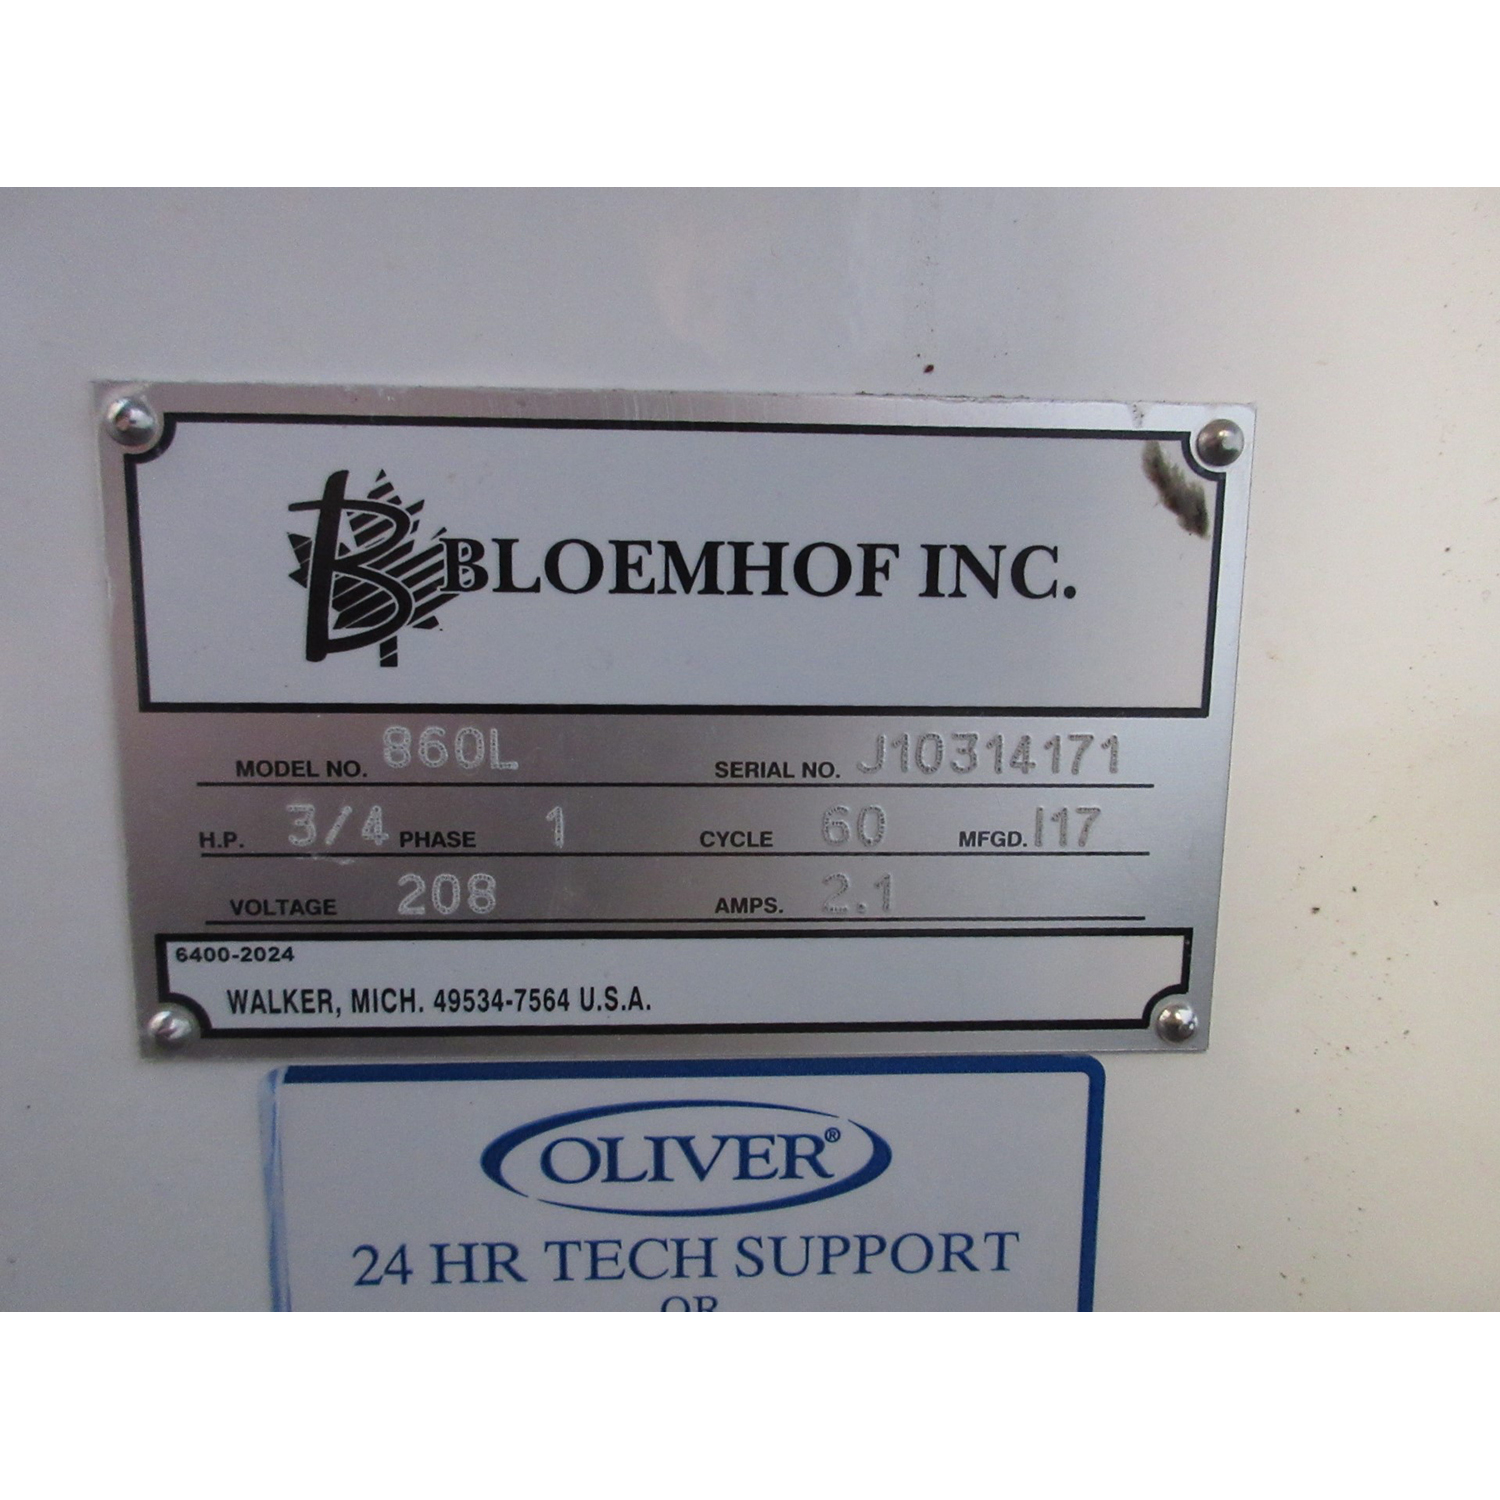 B BLOEMHOF INC.
MODEL NO. 860L SERIAL NO. J10314171
H.P. 3/4 PHASE 1 CYCLE 60 MFGD. I17
VOLTAGE 208 AMPS. 2.1
6400-2024
WALKER, MICH. 49534-7564 U.S.A.
OLIVER®
24 HR TECH SUPPORT
OR